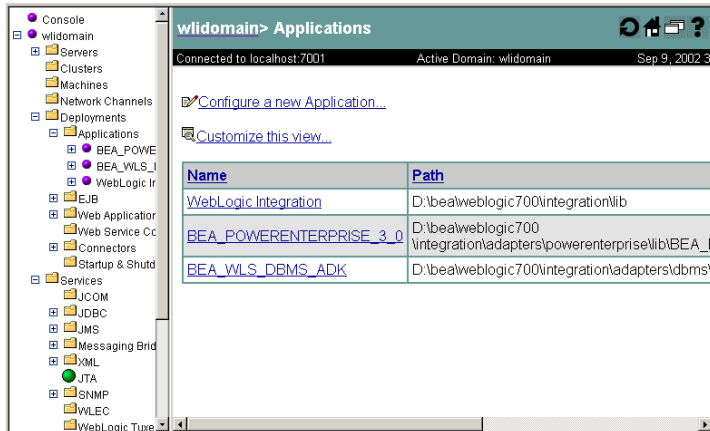 Console
wlidomain
Servers
Clusters
Machines
Network Channels
Deployments
Applications
BEA_POWE
BEA_WLS_I
WebLogic Ir
EJB
Web Applicatior
Web Service Cc
Connectors
Startup & Shutd
Services
JCOM
JDBC
JMS
Messaging Brid
XML
JTA
SNMP
WLEC
WebLogic Tuxe
wlidomain> Applications
?
Connected to localhost:7001 Active Domain: wlidomain Sep 9, 2002 3
Configure a new Application...
Customize this view...
Name Path
WebLogic Integration D:\bea\weblogic700\integration\lib
BEA_POWERENTERPRISE_3_0 D:\bea\weblogic700
\integration\adapters\powerenterprise\lib\BEA_
BEA_WLS_DBMS_ADK D:\bea\weblogic700\integration\adapters\dbms\